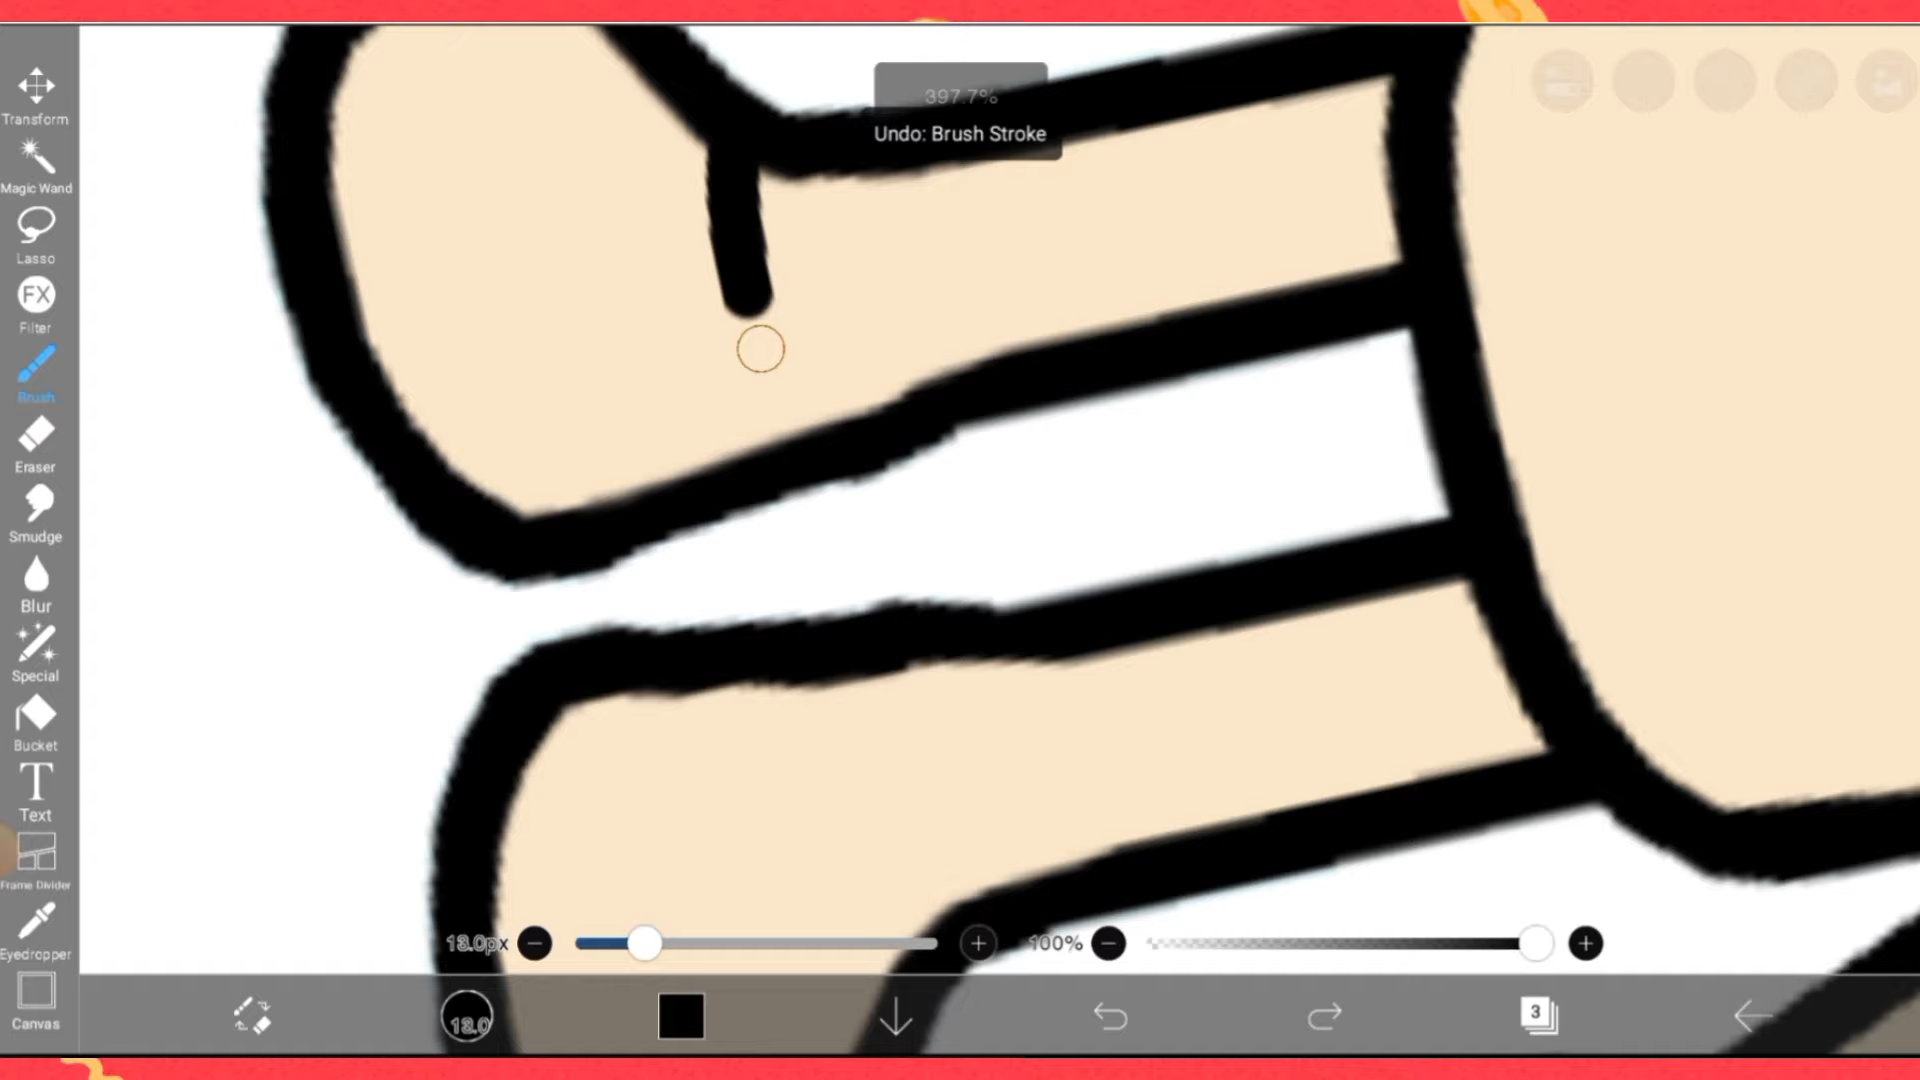 397.7%
Undo: Brush Stroke
Transform
Magic Wand
Lasso
FX
Filter
Brush
Eraser
Smudge
Blur
Special
Bucket
T
Text
Frame Divider
Eyedropper
Canvas
13.0px
100%
13.0
3